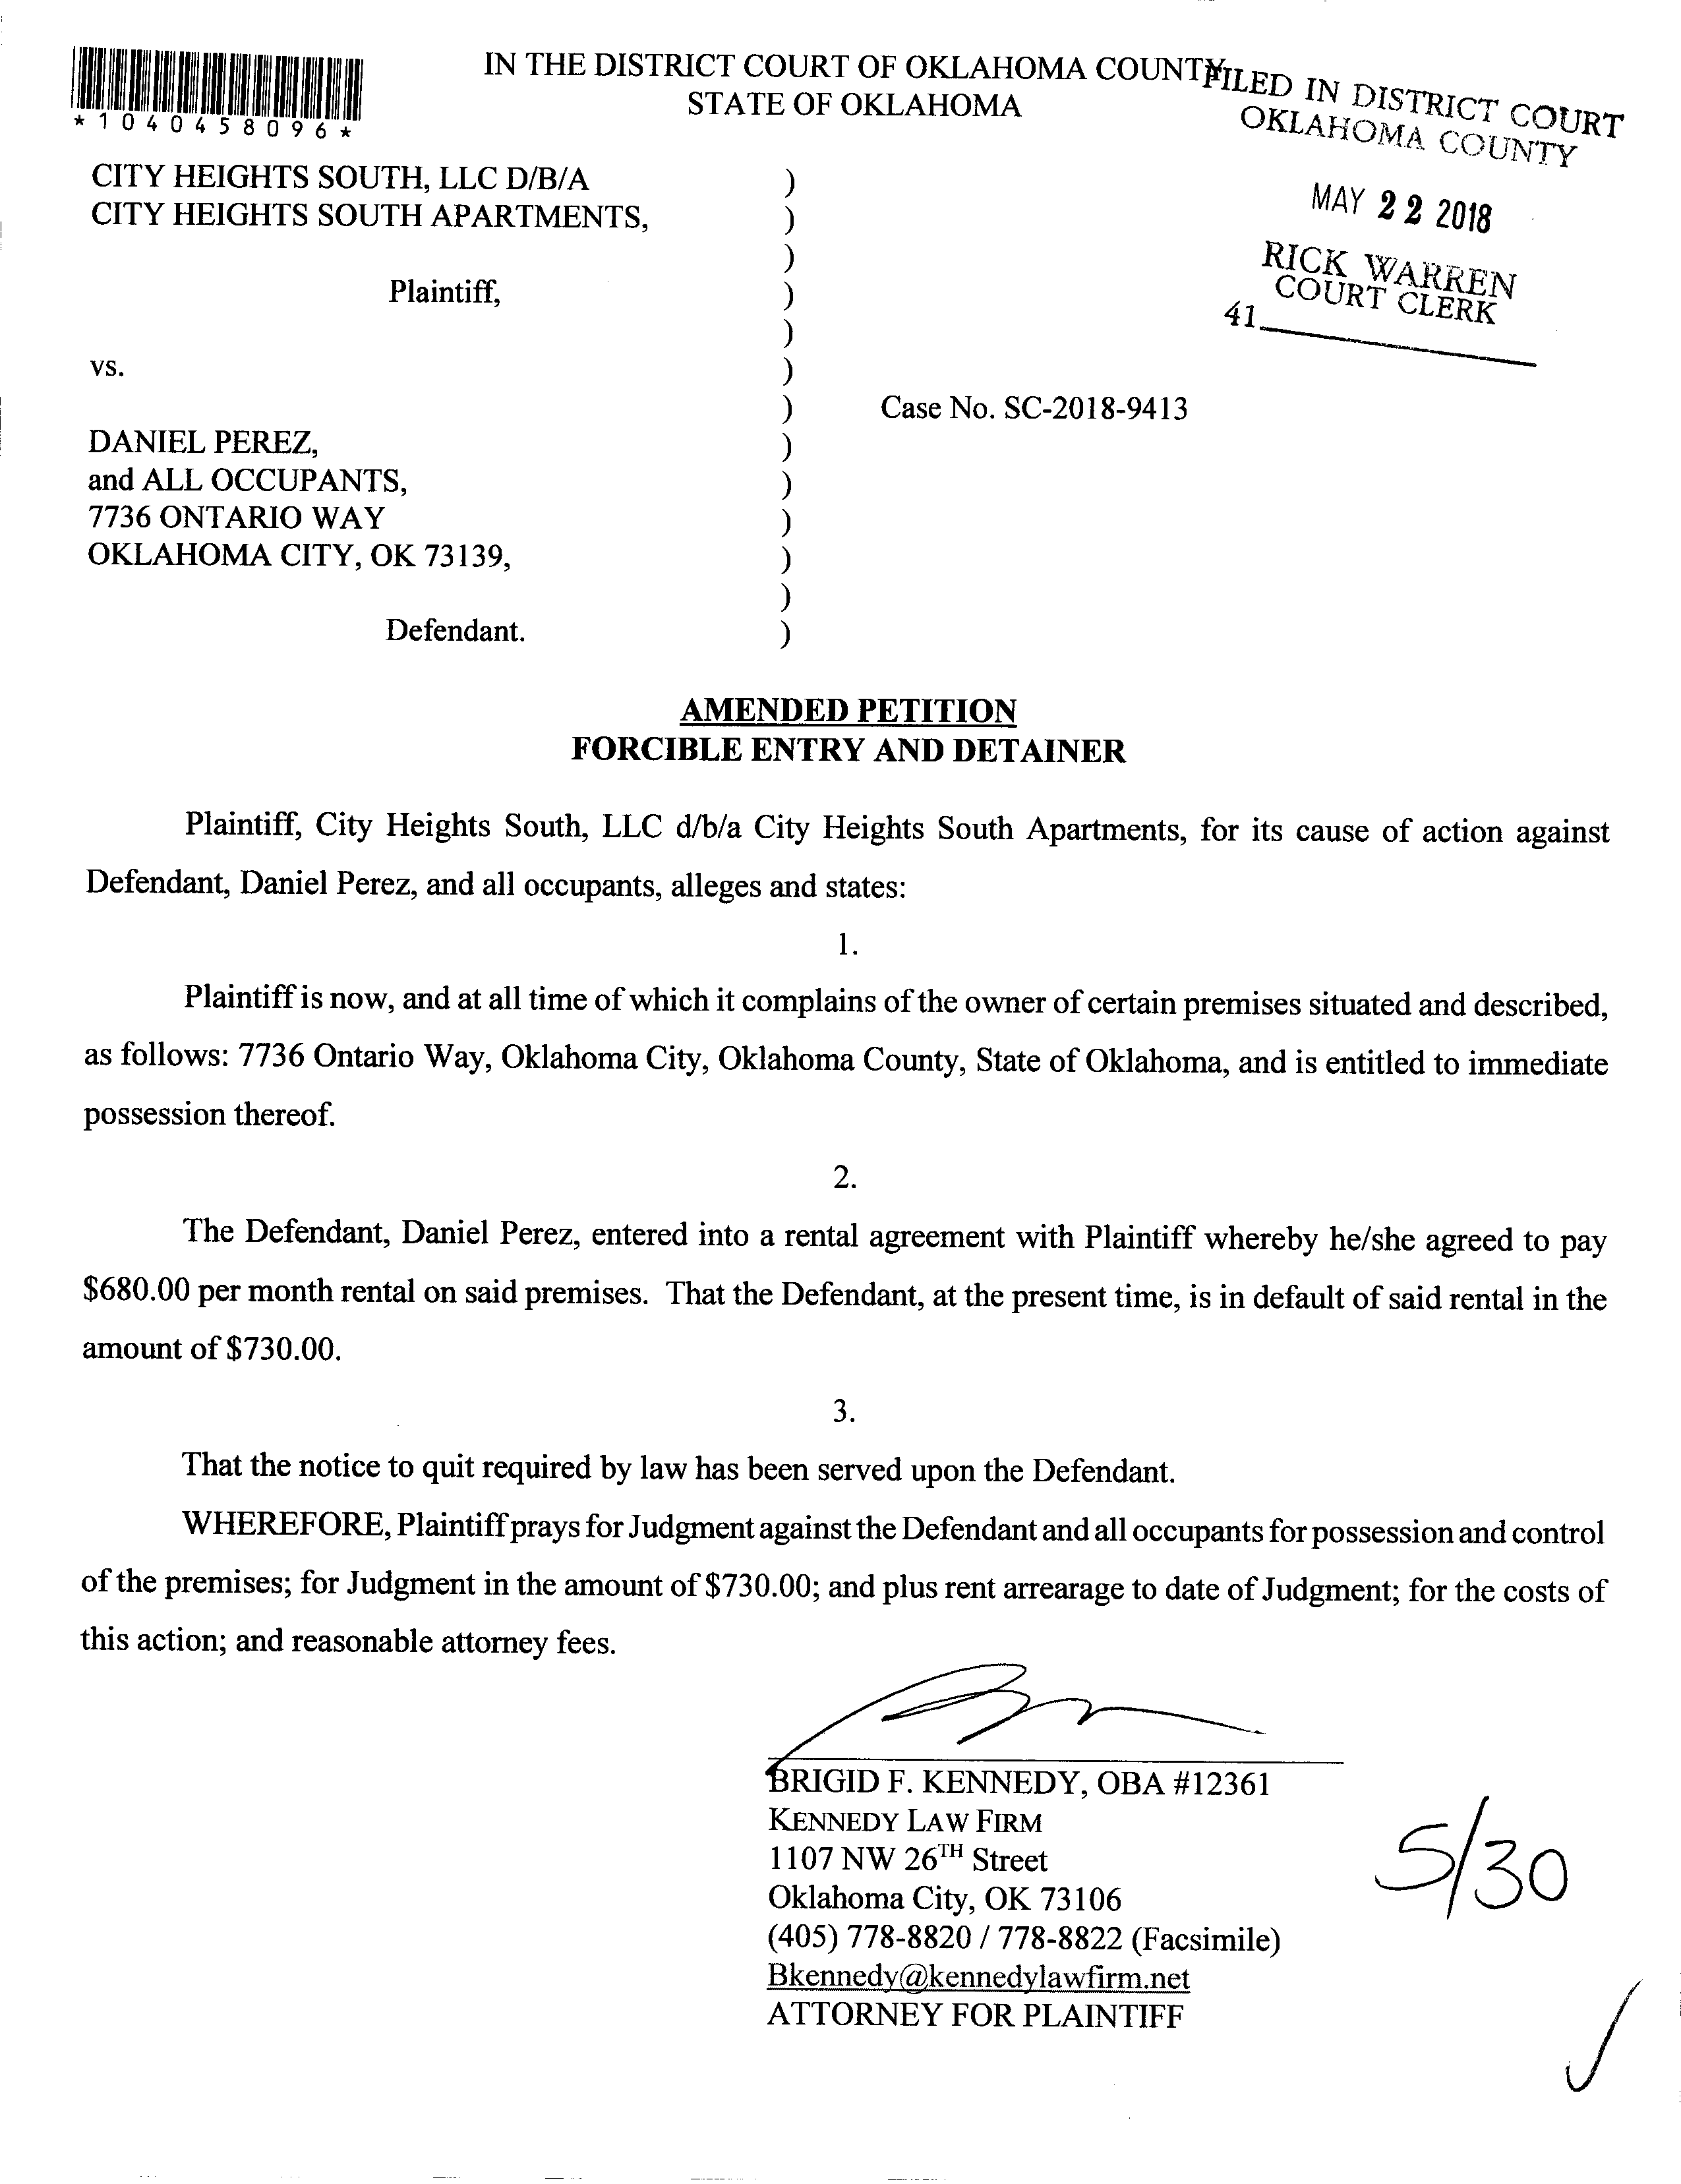 *1040458096*
IN THE DISTRICT COURT OF OKLAHOMA COUNTY
STATE OF OKLAHOMA
FILED IN DISTRICT COURT
OKLAHOMA COUNTY
MAY 22 2018
RICK WARREN
COURT CLERK
41
CITY HEIGHTS SOUTH, LLC D/B/A )
CITY HEIGHTS SOUTH APARTMENTS, )
)
Plaintiff, )
)
vs. )
) Case No. SC-2018-9413
DANIEL PEREZ, )
and ALL OCCUPANTS, )
7736 ONTARIO WAY )
OKLAHOMA CITY, OK 73139, )
)
Defendant. )
AMENDED PETITION
FORCIBLE ENTRY AND DETAINER
Plaintiff, City Heights South, LLC d/b/a City Heights South Apartments, for its cause of action against
Defendant, Daniel Perez, and all occupants, alleges and states:
1.
Plaintiff is now, and at all time of which it complains of the owner of certain premises situated and described,
as follows: 7736 Ontario Way, Oklahoma City, Oklahoma County, State of Oklahoma, and is entitled to immediate
possession thereof.
2.
The Defendant, Daniel Perez, entered into a rental agreement with Plaintiff whereby he/she agreed to pay
$680.00 per month rental on said premises. That the Defendant, at the present time, is in default of said rental in the
amount of $730.00.
3.
That the notice to quit required by law has been served upon the Defendant.
WHEREFORE, Plaintiff prays for Judgment against the Defendant and all occupants for possession and control
of the premises; for Judgment in the amount of $730.00; and plus rent arrearage to date of Judgment; for the costs of
this action; and reasonable attorney fees.
BRIGID F. KENNEDY, OBA #12361
KENNEDY LAW FIRM
1107 NW 26TH Street
Oklahoma City, OK 73106
(405) 778-8820 / 778-8822 (Facsimile)
Bkennedy@kennedylawfirm.net
ATTORNEY FOR PLAINTIFF
5/30